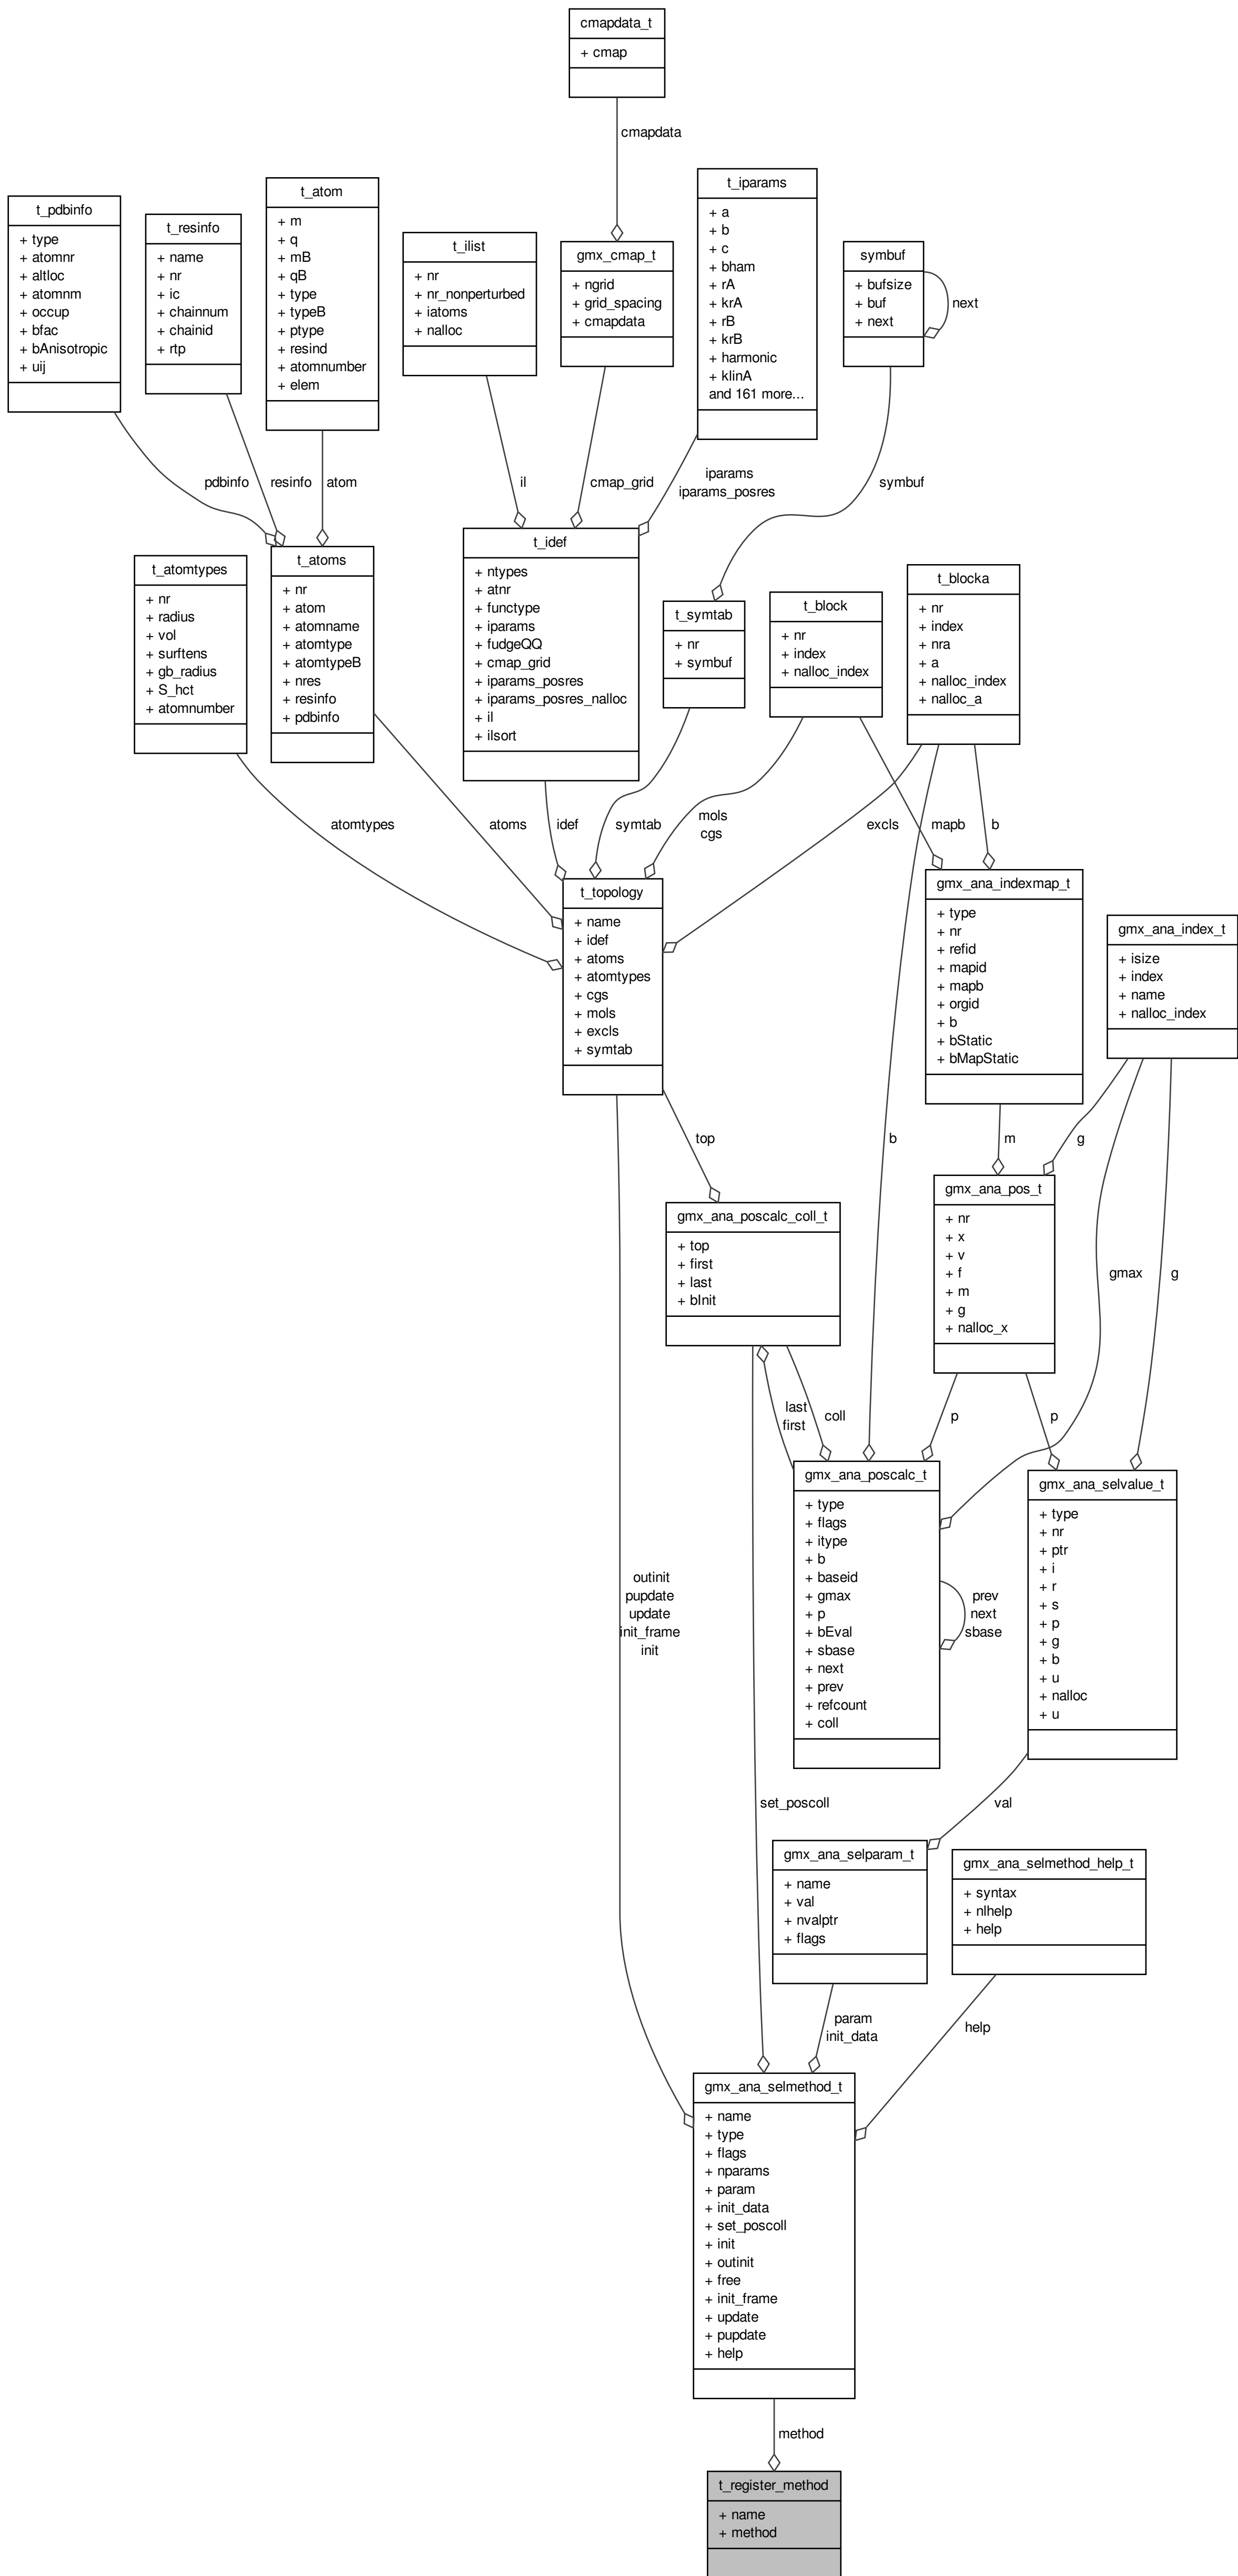 cmapdata_t
+ cmap
cmapdata
t_pdbinfo
+ type
+ atomnr
+ altloc
+ atomnm
+ occup
+ bfac
+ bAnisotropic
+ uij
t_resinfo
+ name
+ nr
+ ic
+ chainnum
+ chainid
+ rtp
t_atom
+ m
+ q
+ mB
+ qB
+ type
+ typeB
+ ptype
+ resind
+ atomnumber
+ elem
t_ilist
+ nr
+ nr_nonperturbed
+ iatoms
+ nalloc
gmx_cmap_t
+ ngrid
+ grid_spacing
+ cmapdata
t_iparams
+ a
+ b
+ c
+ bham
+ rA
+ krA
+ rB
+ krB
+ harmonic
+ klinA
and 161 more...
symbuf
+ bufsize
+ buf
+ next
next
pdbinfo
resinfo
atom
il
cmap_grid
iparams
iparams_posres
symbuf
t_atomtypes
+ nr
+ radius
+ vol
+ surftens
+ gb_radius
+ S_hct
+ atomnumber
t_atoms
+ nr
+ atom
+ atomname
+ atomtype
+ atomtypeB
+ nres
+ resinfo
+ pdbinfo
t_idef
+ ntypes
+ atnr
+ functype
+ iparams
+ fudgeQQ
+ cmap_grid
+ iparams_posres
+ iparams_posres_nalloc
+ il
+ ilsort
t_symtab
+ nr
+ symbuf
t_block
+ nr
+ index
+ nalloc_index
t_blocka
+ nr
+ index
+ nra
+ a
+ nalloc_index
+ nalloc_a
atomtypes
atoms
idef
symtab
mols
cgs
excls
mapb
b
t_topology
+ name
+ idef
+ atoms
+ atomtypes
+ cgs
+ mols
+ excls
+ symtab
gmx_ana_indexmap_t
+ type
+ nr
+ refid
+ mapid
+ mapb
+ orgid
+ b
+ bStatic
+ bMapStatic
gmx_ana_index_t
+ isize
+ index
+ name
+ nalloc_index
top
b
m
g
gmx_ana_poscalc_coll_t
+ top
+ first
+ last
+ bInit
gmx_ana_pos_t
+ nr
+ x
+ v
+ f
+ m
+ g
+ nalloc_x
gmax
g
last
first
coll
p
p
gmx_ana_poscalc_t
+ type
+ flags
+ itype
+ b
+ baseid
+ gmax
+ p
+ bEval
+ sbase
+ next
+ prev
+ refcount
+ coll
prev
next
sbase
gmx_ana_selvalue_t
+ type
+ nr
+ ptr
+ i
+ r
+ s
+ p
+ g
+ b
+ u
+ nalloc
+ u
outinit
pupdate
update
init_frame
init
set_poscoll
val
gmx_ana_selparam_t
+ name
+ val
+ nvalptr
+ flags
gmx_ana_selmethod_help_t
+ syntax
+ nlhelp
+ help
param
init_data
help
gmx_ana_selmethod_t
+ name
+ type
+ flags
+ nparams
+ param
+ init_data
+ set_poscoll
+ init
+ outinit
+ free
+ init_frame
+ update
+ pupdate
+ help
method
t_register_method
+ name
+ method